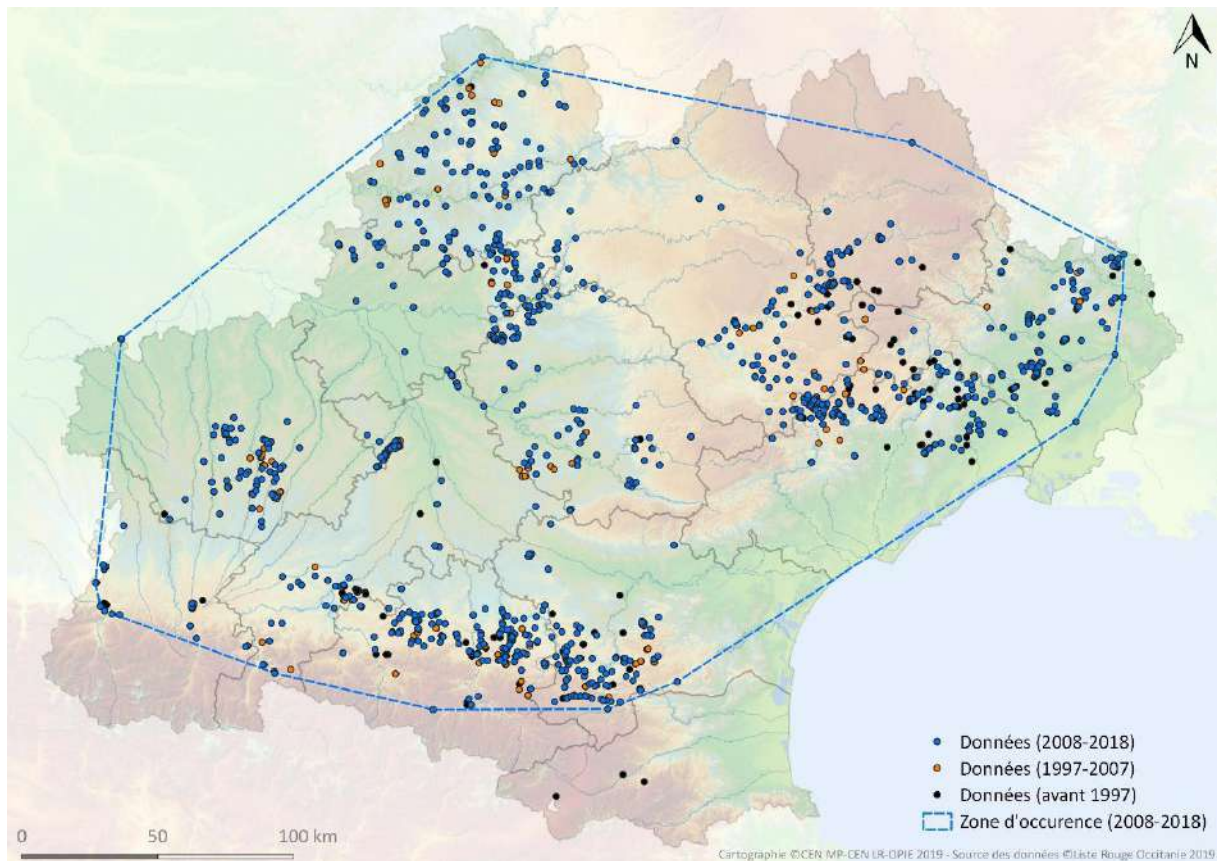 N
Données (2008-2018)
Données (1997-2007)
Données (avant 1997)
Zone d'occurence (2008-2018)
0 50 100 km
Cartographie ©CEN MP-CEN LR-OPIE 2019 - Source des données ©Liste Rouge Occitanie 2019